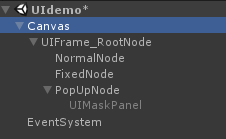 UIdemo*
Canvas
UIFrame_RootNode
NormalNode
FixedNode
PopUpNode
UIMaskPanel
EventSystem